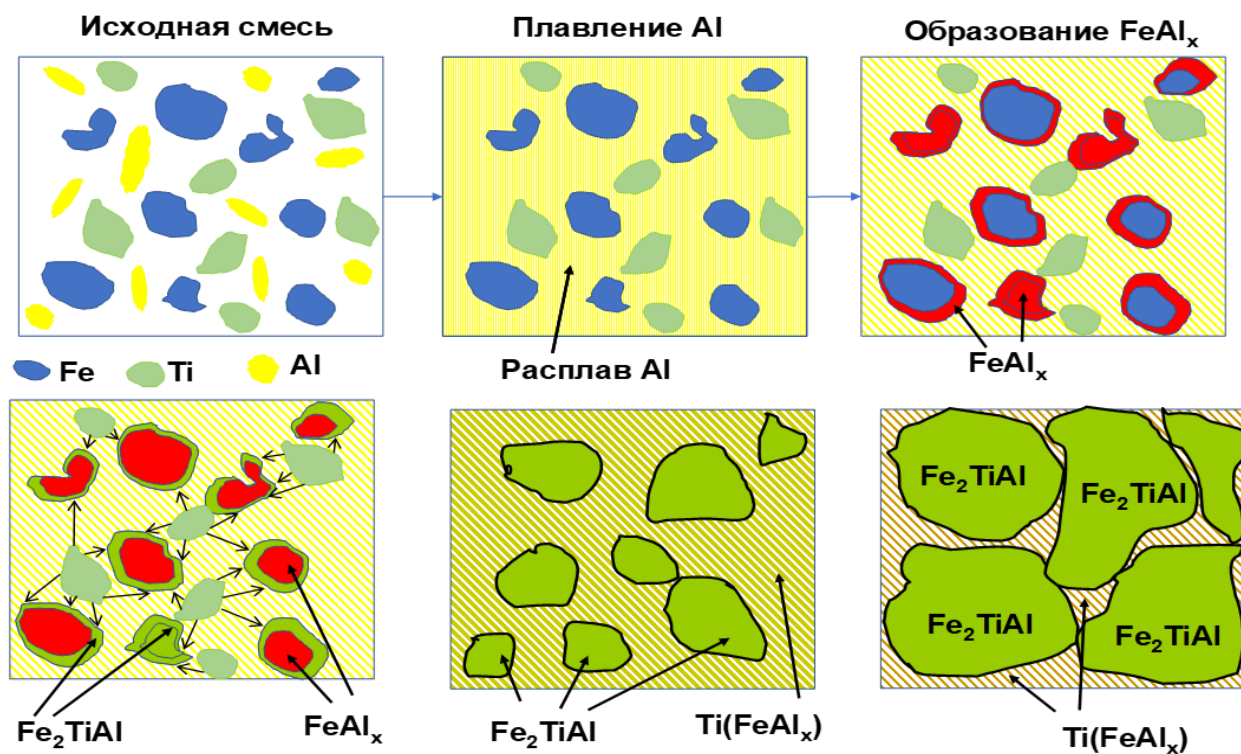 Исходная смесь
Плавление Al
Образование FeAlₓ
Fe
Ti
Al
Расплав Al
FeAlₓ
Fe₂TiAl
FeAlₓ
Fe₂TiAl
Ti(FeAlₓ)
Fe₂TiAl
Fe₂TiAl
Fe₂TiAl
Fe₂TiAl
Ti(FeAlₓ)